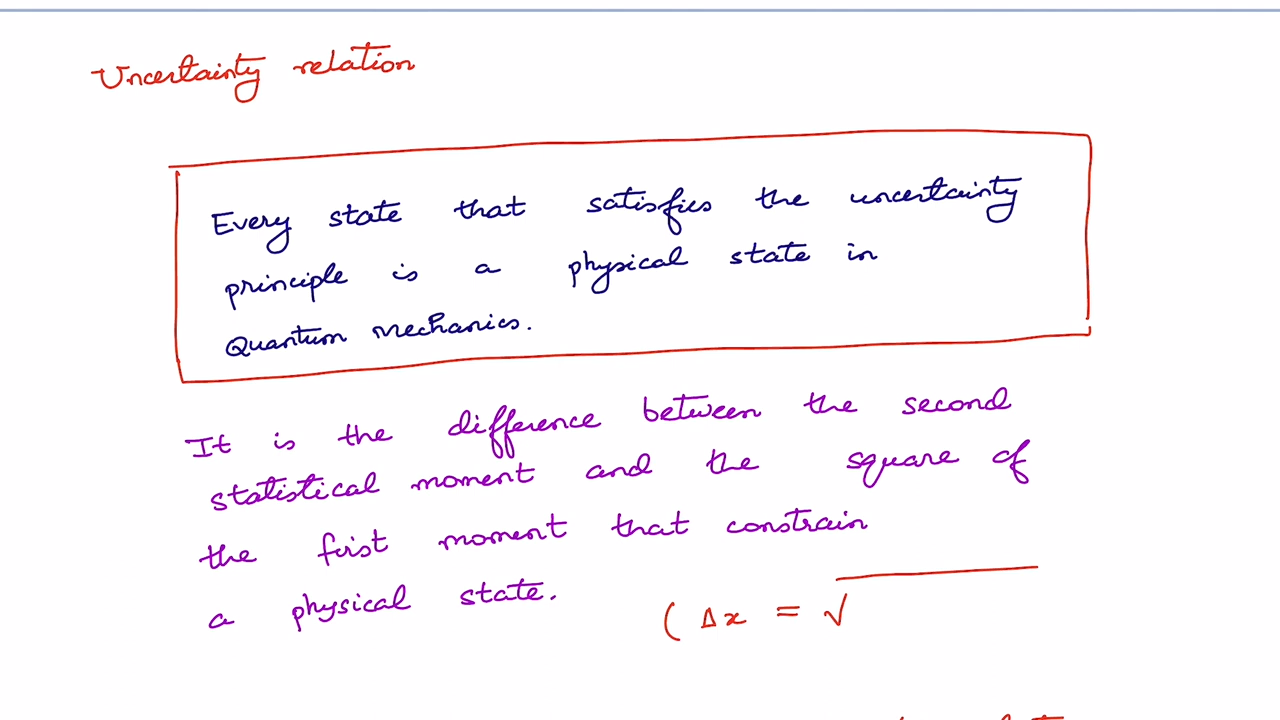 Uncertainty relation
Every state that satisfies the uncertainty
principle is a physical state in
Quantum mechanics.
It is the difference between the second
statistical moment and the square of
the first moment that constrain
a physical state.
( Δx = √